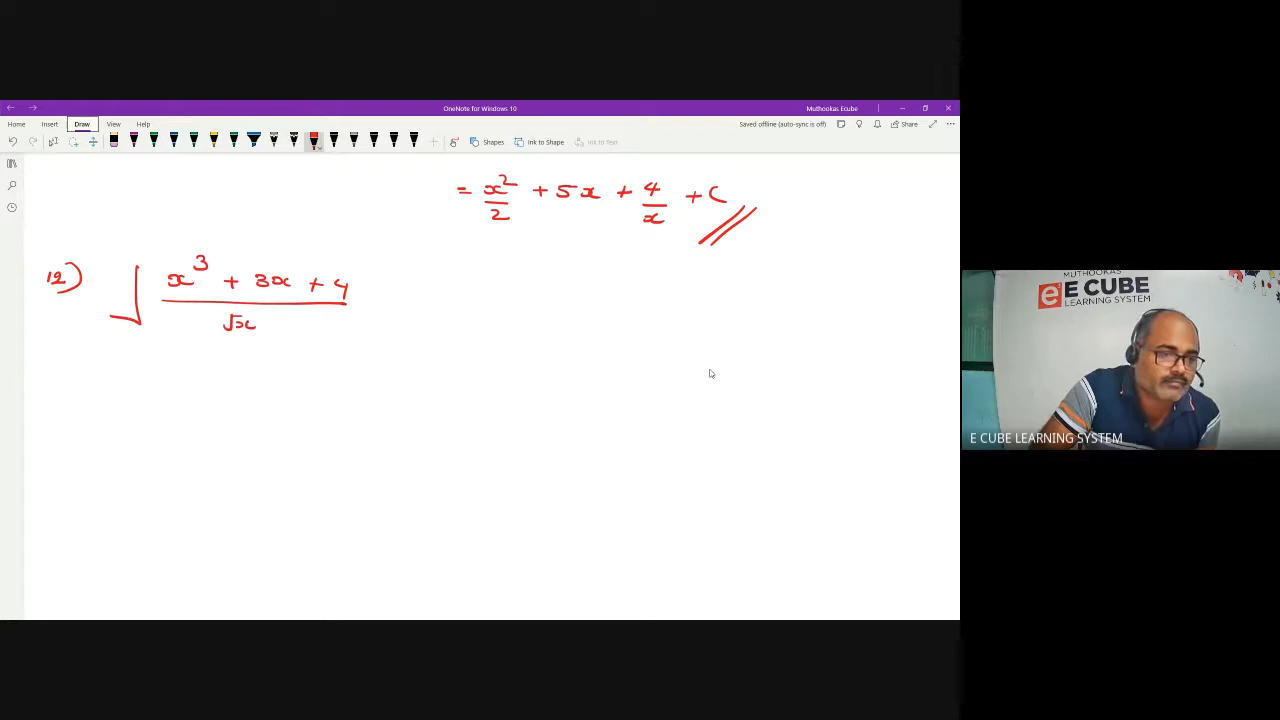 OneNote for Windows 10
Muthookas Ecube
Home Insert Draw View Help
Saved offline (auto-sync is off)
Share
Shapes
Ink to Shape
Ink to Text
= x²/2 + 5x + 4/x + C
12) ∫ (x³ + 3x + 4)/√x
MUTHOOKAS
e E CUBE
LEARNING SYSTEM
E CUBE LEARNING SYSTEM